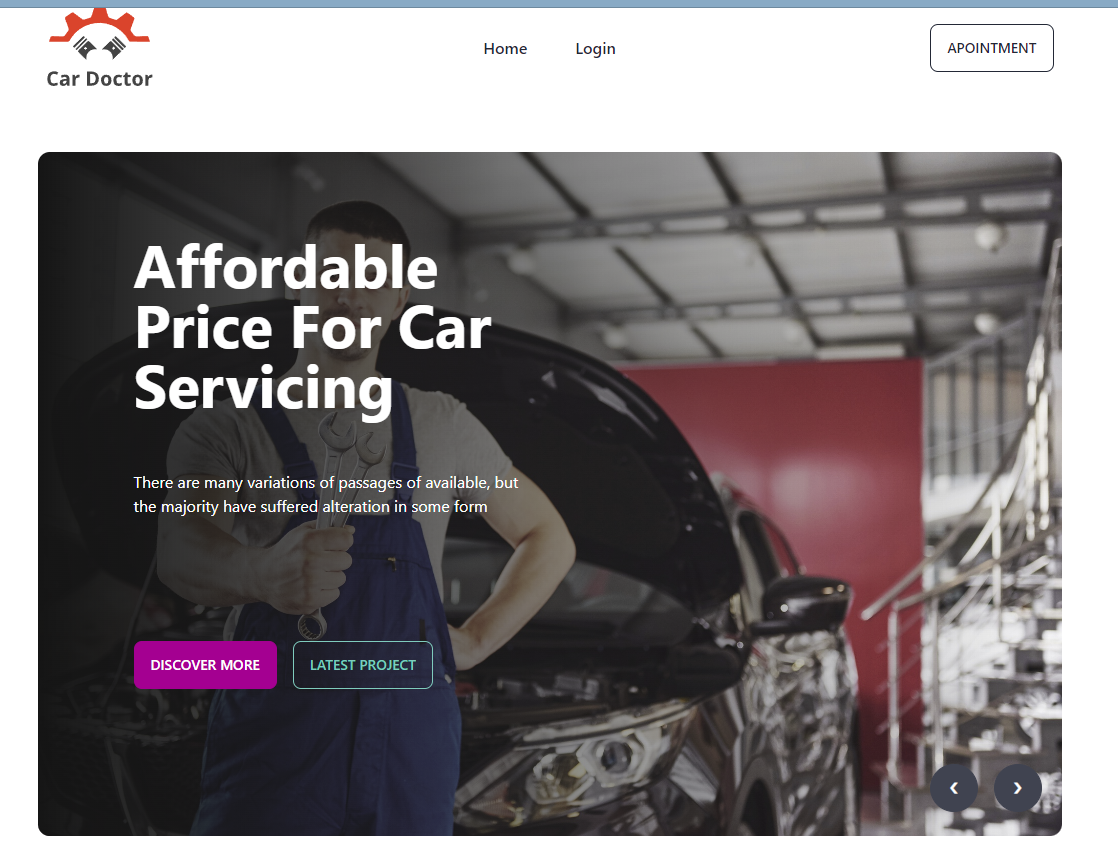 Car Doctor
Home
Login
APOINTMENT
Affordable
Price For Car
Servicing
There are many variations of passages of available, but
the majority have suffered alteration in some form
DISCOVER MORE
LATEST PROJECT
❮
❯